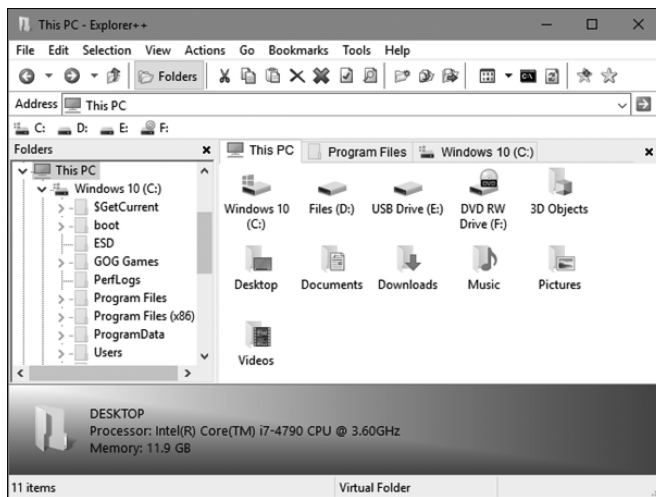 This PC - Explorer++
File Edit Selection View Actions Go Bookmarks Tools Help
Folders
Address This PC
C: D: E: F:
Folders
This PC
Windows 10 (C:)
$GetCurrent
boot
ESD
GOG Games
PerfLogs
Program Files
Program Files (x86)
ProgramData
Users
This PC Program Files Windows 10 (C:)
Windows 10 (C:)
Files (D:)
USB Drive (E:)
DVD RW Drive (F:)
3D Objects
Desktop
Documents
Downloads
Music
Pictures
Videos
DESKTOP
Processor: Intel(R) Core(TM) i7-4790 CPU @ 3.60GHz
Memory: 11.9 GB
11 items Virtual Folder